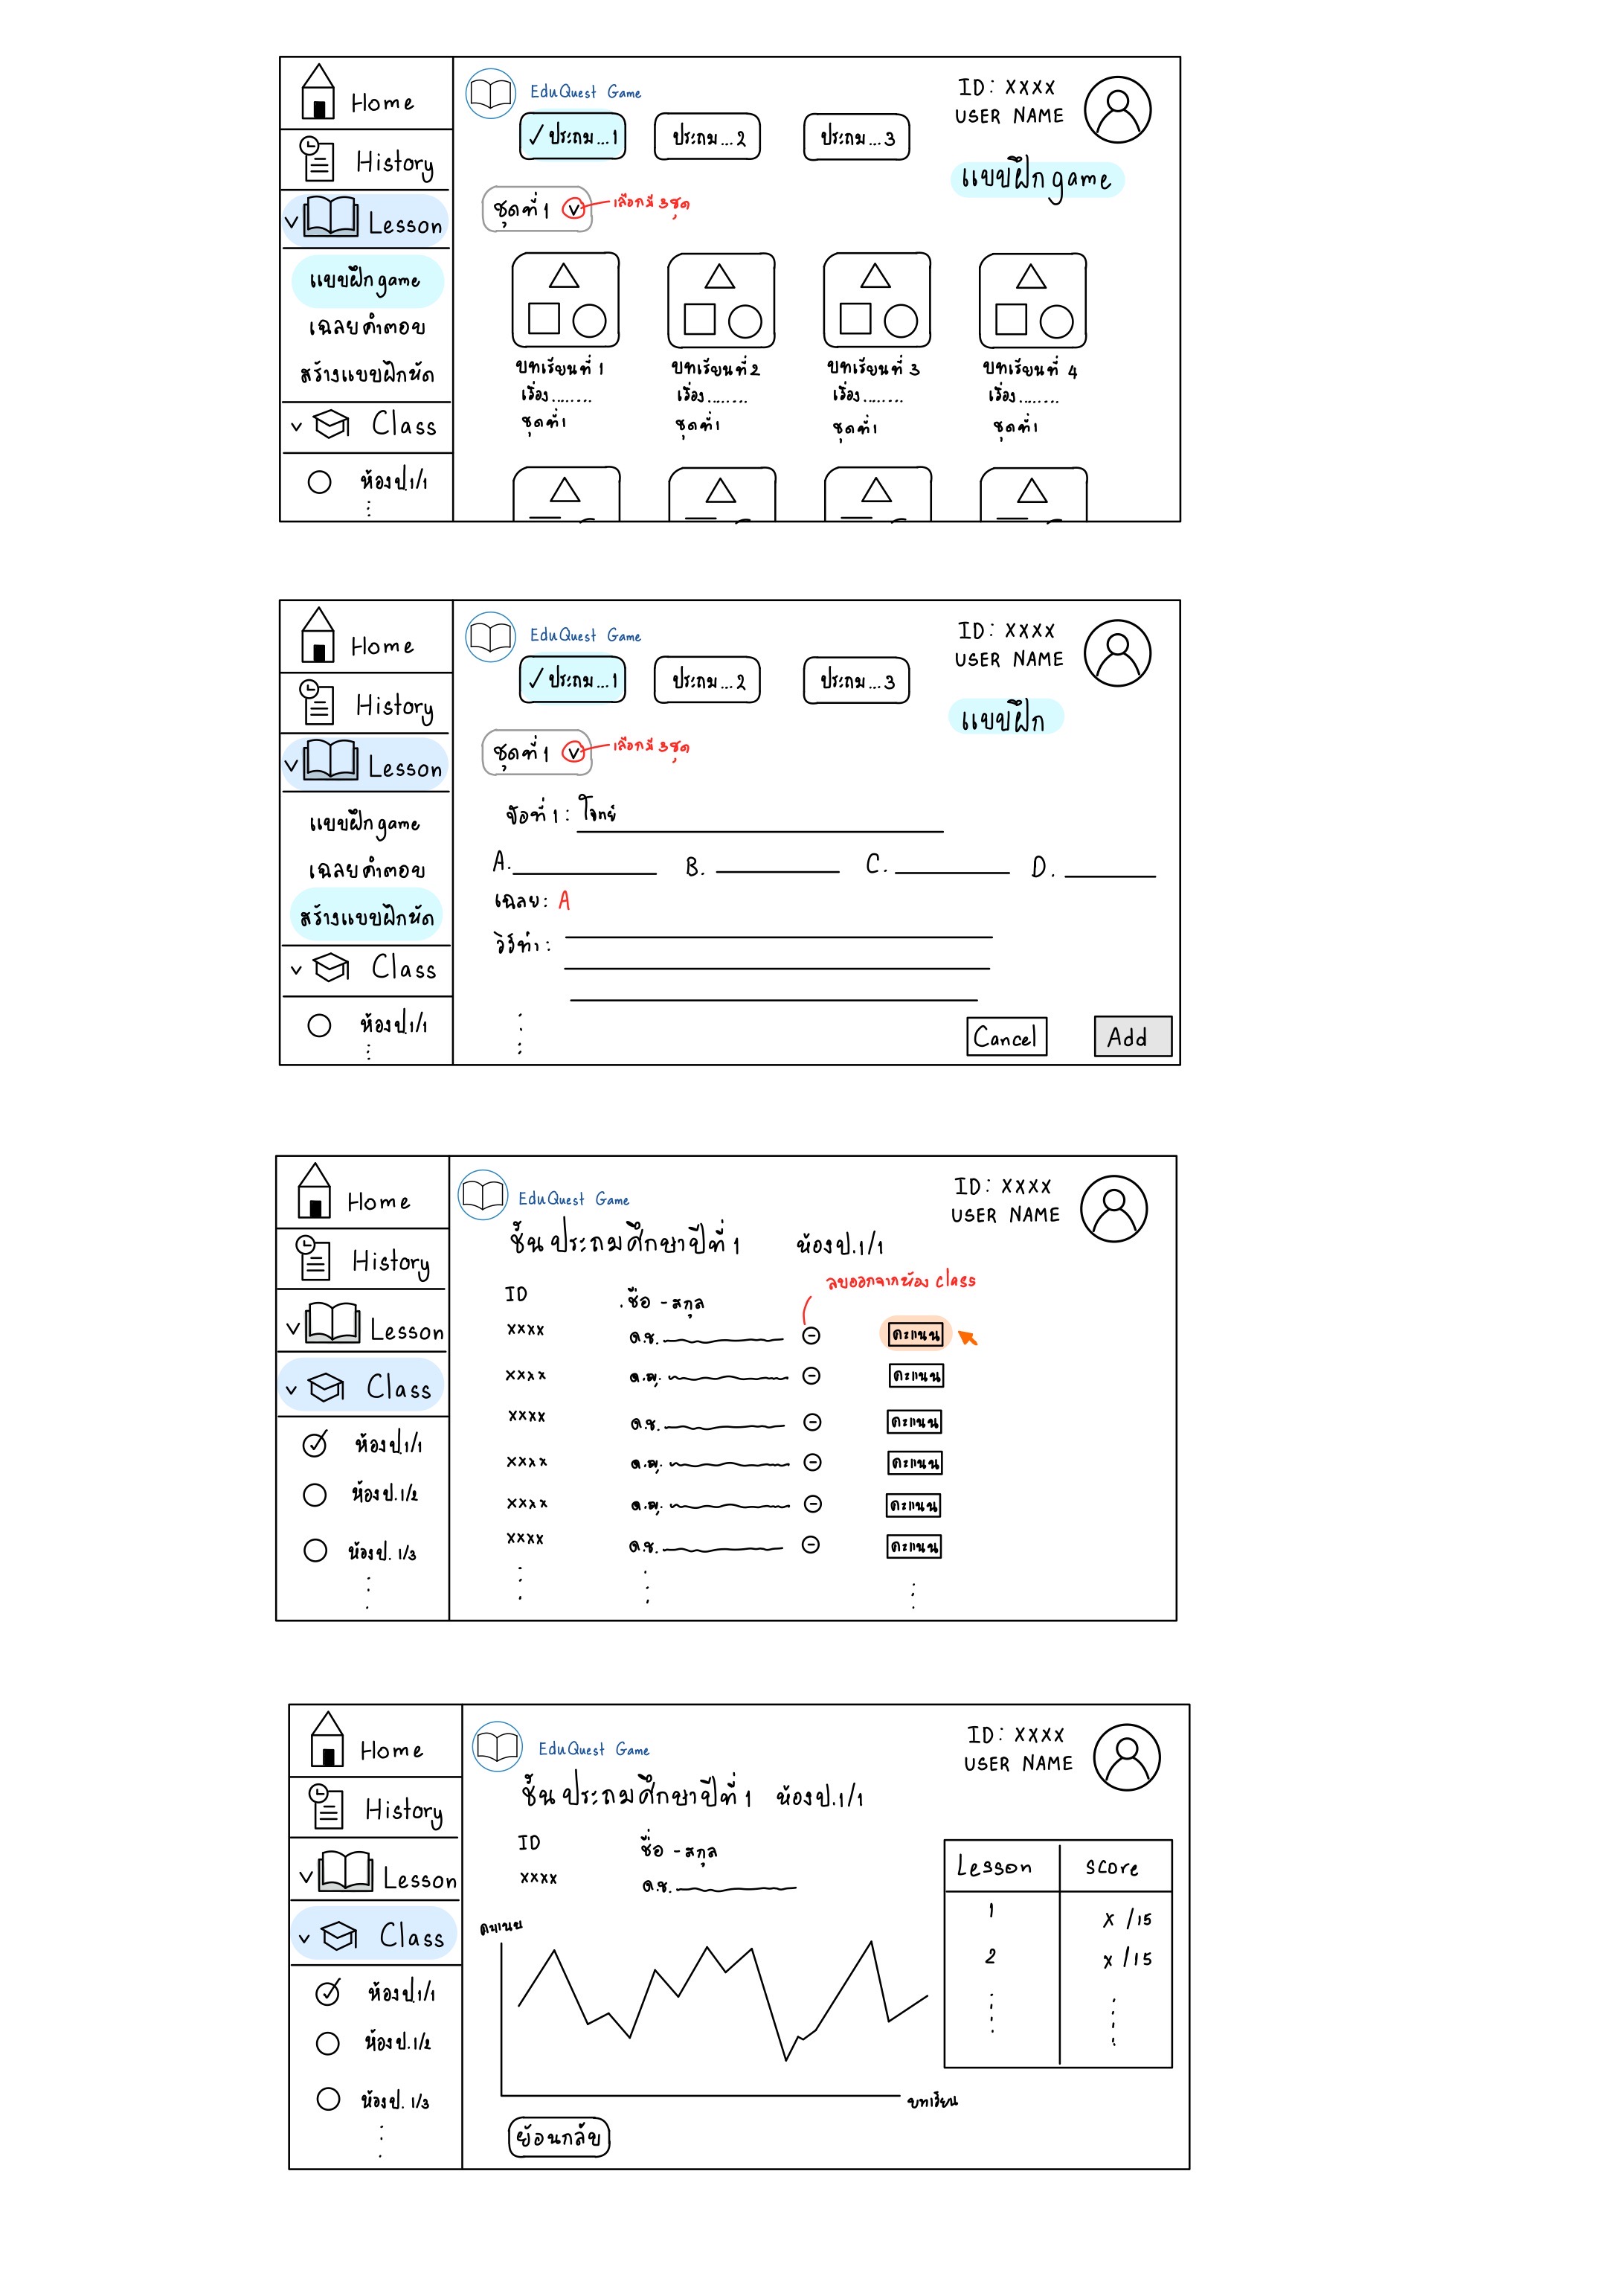 Home
History
Lesson
แบบฝึก game
เฉลยคำตอบ
สร้างแบบฝึกหัด
Class
ห้องป.1/1
EduQuest Game
ID: XXXX
USER NAME
✓ ประถม...1
ประถม...2
ประถม...3
แบบฝึก game
ชุดที่ 1
เลือกมี 3 ชุด
บทเรียนที่ 1
เรื่อง........
ชุดที่ 1
บทเรียนที่ 2
เรื่อง........
ชุดที่ 1
บทเรียนที่ 3
เรื่อง........
ชุดที่ 1
บทเรียนที่ 4
เรื่อง........
ชุดที่ 1
Home
History
Lesson
แบบฝึก game
เฉลยคำตอบ
สร้างแบบฝึกหัด
Class
ห้องป.1/1
EduQuest Game
ID: XXXX
USER NAME
✓ ประถม...1
ประถม...2
ประถม...3
แบบฝึก
ชุดที่ 1
เลือกมี 3 ชุด
ข้อที่ 1 : โจทย์
A.
B.
C.
D.
เฉลย: A
วิธีทำ:
Cancel
Add
Home
History
Lesson
Class
ห้องป.1/1
ห้องป.1/2
ห้องป. 1/3
EduQuest Game
ID: XXXX
USER NAME
ชั้นประถมศึกษาปีที่ 1 ห้องป.1/1
ลบออกจากห้อง class
ID ชื่อ - สกุล
XXXX ด.ช. คะแนน
XXXX ด.ญ. คะแนน
XXXX ด.ช. คะแนน
XXXX ด.ญ. คะแนน
XXXX ด.ญ. คะแนน
XXXX ด.ช. คะแนน
Home
History
Lesson
Class
ห้องป.1/1
ห้องป.1/2
ห้องป. 1/3
EduQuest Game
ID: XXXX
USER NAME
ชั้นประถมศึกษาปีที่ 1 ห้องป.1/1
ID ชื่อ - สกุล
XXXX ด.ช.
คะแนน
บทเรียน
Lesson score
1 X /15
2 X /15
ย้อนกลับ